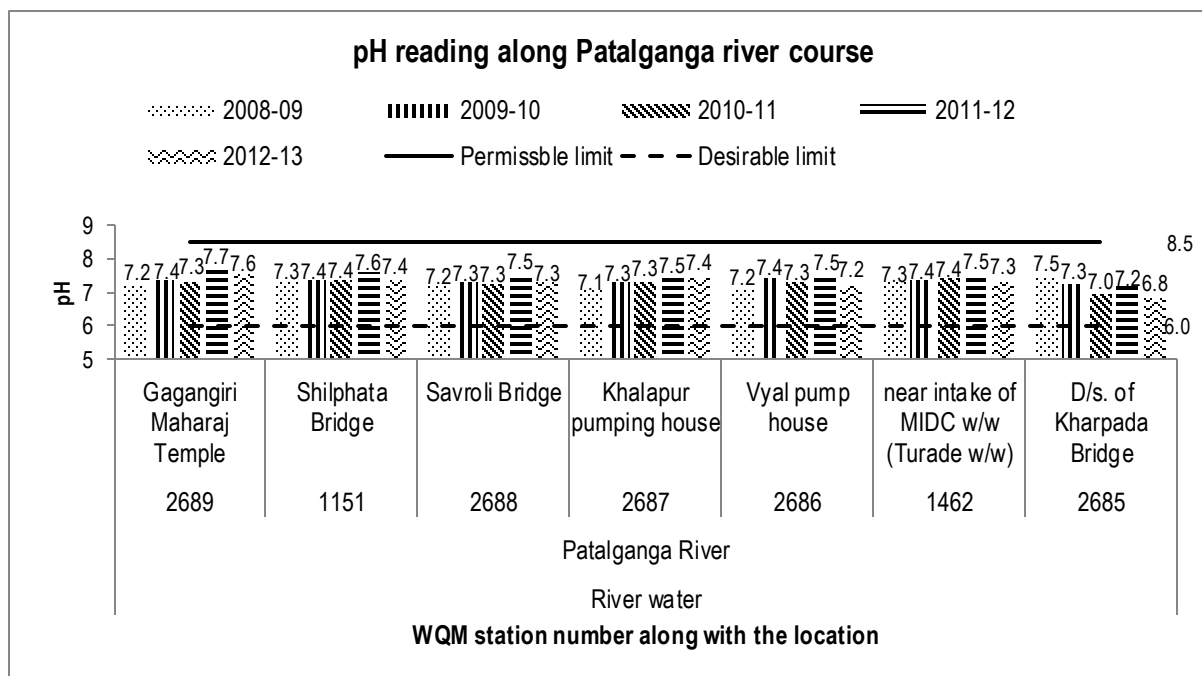 pH reading along Patalganga river course
2008-09 2009-10 2010-11 2011-12
2012-13 Permissble limit Desirable limit
pH
9
8
7
6
5
7.2 7.4 7.3 7.7 7.6
7.3 7.4 7.4 7.6 7.4
7.2 7.3 7.3 7.5 7.3
7.1 7.3 7.3 7.5 7.4
7.2 7.4 7.3 7.5 7.2
7.3 7.4 7.4 7.5 7.3
7.5 7.3 7.0 7.2 6.8
8.5
6.0
Gagangiri
Maharaj
Temple
Shilphata
Bridge
Savroli Bridge
Khalapur
pumping house
Vyal pump
house
near intake of
MIDC w/w
(Turade w/w)
D/s. of
Kharpada
Bridge
2689 1151 2688 2687 2686 1462 2685
Patalganga River
River water
WQM station number along with the location